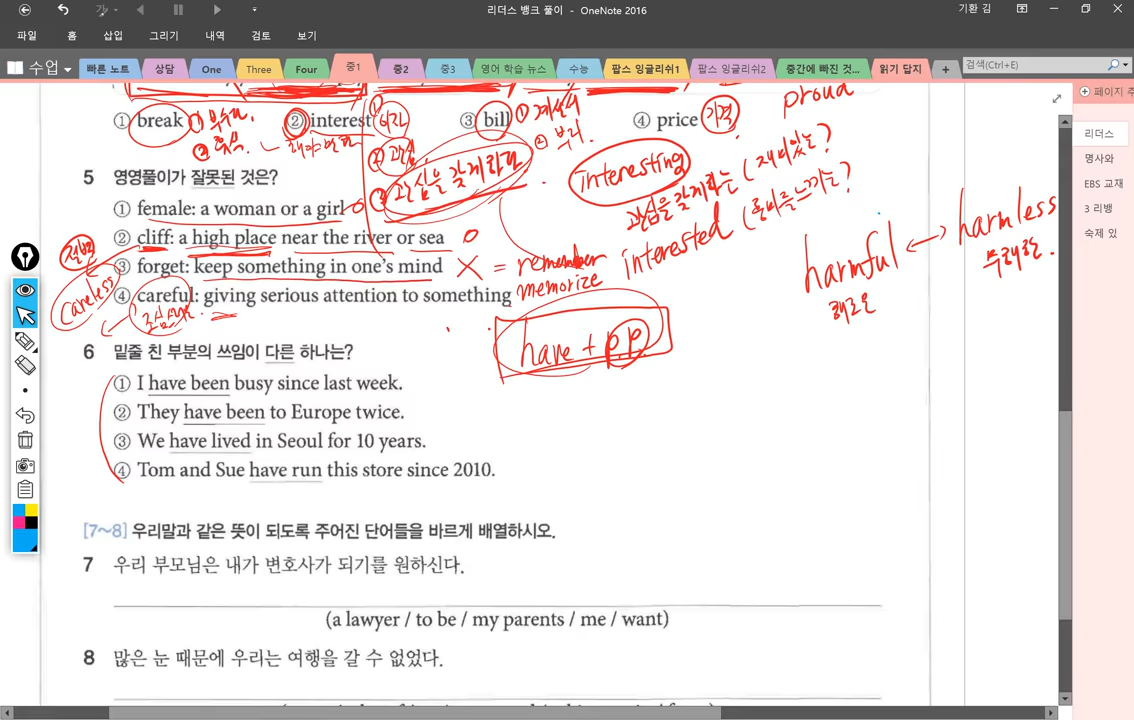 리더스 뱅크 풀이 - OneNote 2016
기환 김
파일 홈 삽입 그리기 내역 검토 보기
수업 빠른 노트 상담 One Three Four 중1 중2 중3 영어 학습 뉴스 수능 팝스 잉글리쉬1 팝스 잉글리쉬2 중간에 빠진 것... 읽기 답지 + 검색(Ctrl+E)
페이지 추
리더스
명사와
EBS 교재
3 리뱅
숙제 있
proud
① break ② interest ③ bill ④ price
① ② 휴식
① 이자 ② 관심 ③ 관심을 갖게하다
① 계산서 ② 부리
가격
5 영영풀이가 잘못된 것은?
① female: a woman or a girl
② cliff: a high place near the river or sea
③ forget: keep something in one's mind
④ careful: giving serious attention to something
절벽
careless
X = remember
memorize
interesting
관심을 갖게하는 (재미있는?
interested (흥미를 느끼는?
harmful ↔ harmless
해로운
무해한.
have + p.p
6 밑줄 친 부분의 쓰임이 다른 하나는?
① I have been busy since last week.
② They have been to Europe twice.
③ We have lived in Seoul for 10 years.
④ Tom and Sue have run this store since 2010.
[7~8] 우리말과 같은 뜻이 되도록 주어진 단어들을 바르게 배열하시오.
7 우리 부모님은 내가 변호사가 되기를 원하신다.
(a lawyer / to be / my parents / me / want)
8 많은 눈 때문에 우리는 여행을 갈 수 없었다.